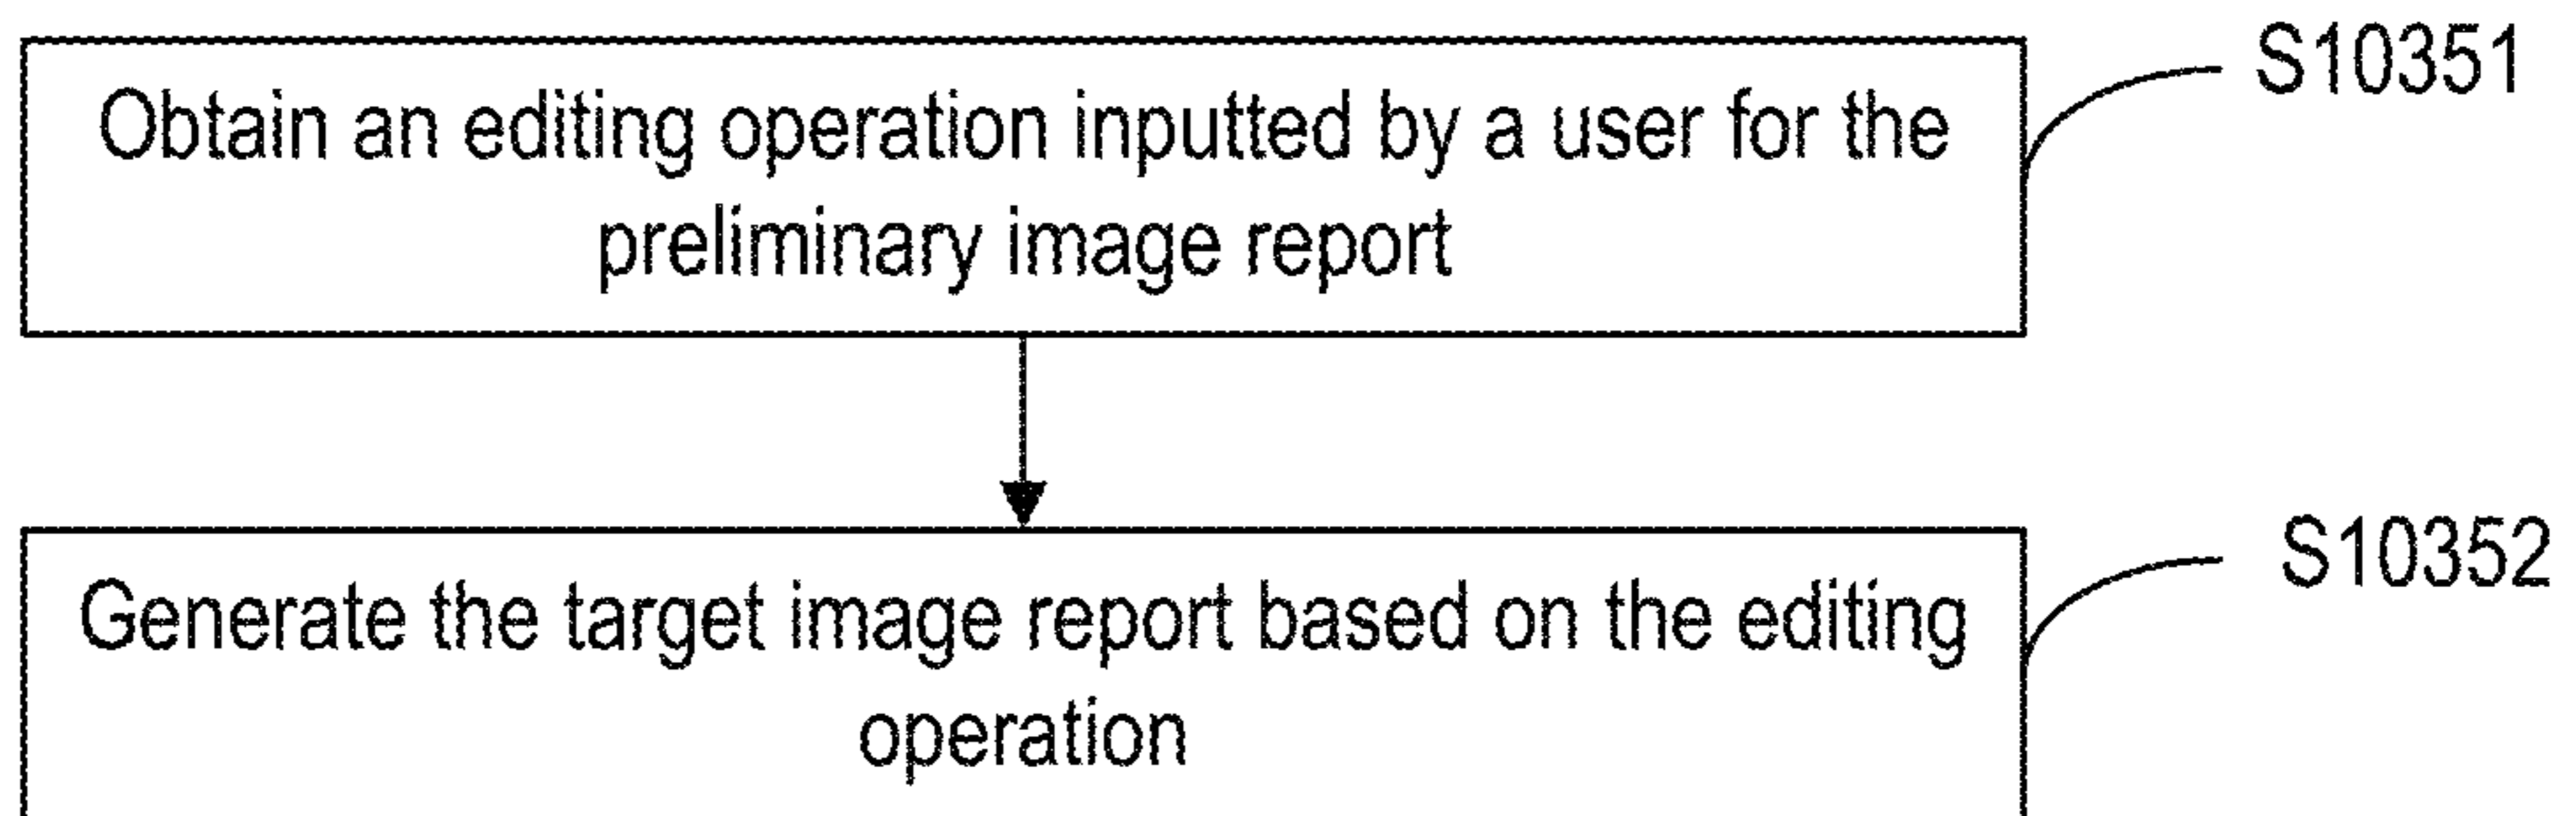 S10351
Obtain an editing operation inputted by a user for the
preliminary image report
S10352
Generate the target image report based on the editing
operation